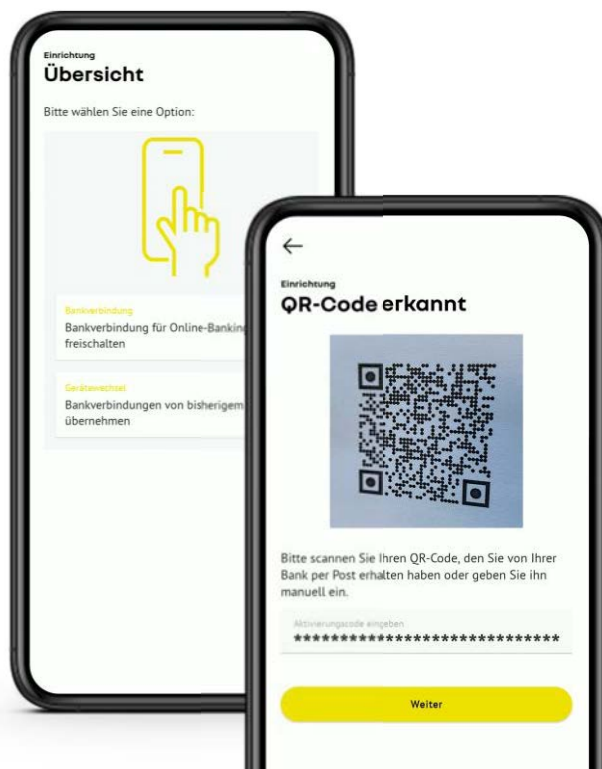 Einrichtung
Übersicht
Bitte wählen Sie eine Option:
Bankverbindung
Bankverbindung für Online-Banking
freischalten
Gerätewechsel
Bankverbindungen von bisherigem
übernehmen
Einrichtung
QR-Code erkannt
Bitte scannen Sie Ihren QR-Code, den Sie von Ihrer
Bank per Post erhalten haben oder geben Sie ihn
manuell ein.
Aktivierungscode eingeben
*****************************
Weiter